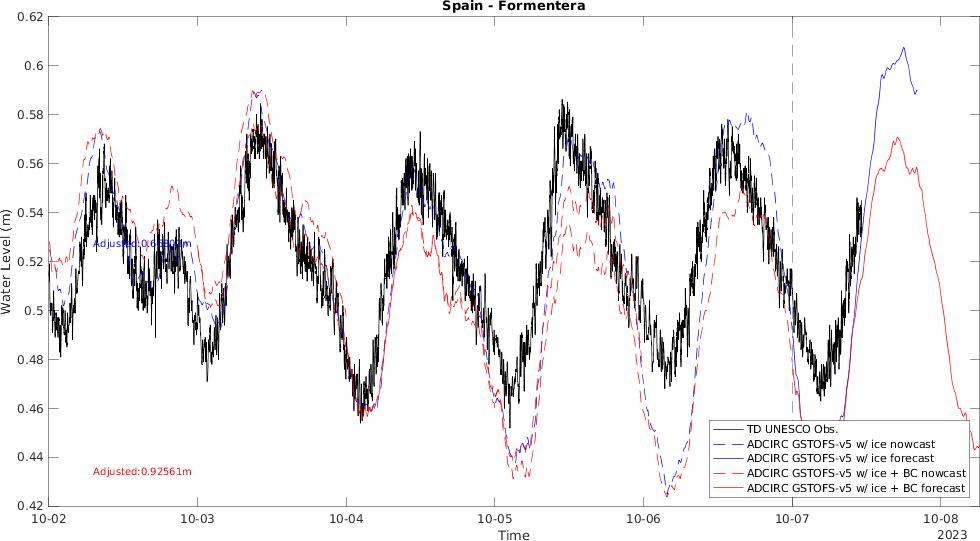 Spain - Formentera
0.62
0.6
0.58
0.56
0.54
0.52
0.5
0.48
0.46
0.44
0.42
Water Level (m)
Adjusted:0.92561m
TD UNESCO Obs.
ADCIRC GSTOFS-v5 w/ ice nowcast
ADCIRC GSTOFS-v5 w/ ice forecast
ADCIRC GSTOFS-v5 w/ ice + BC nowcast
ADCIRC GSTOFS-v5 w/ ice + BC forecast
10-02 10-03 10-04 10-05 10-06 10-07 10-08
Time
2023